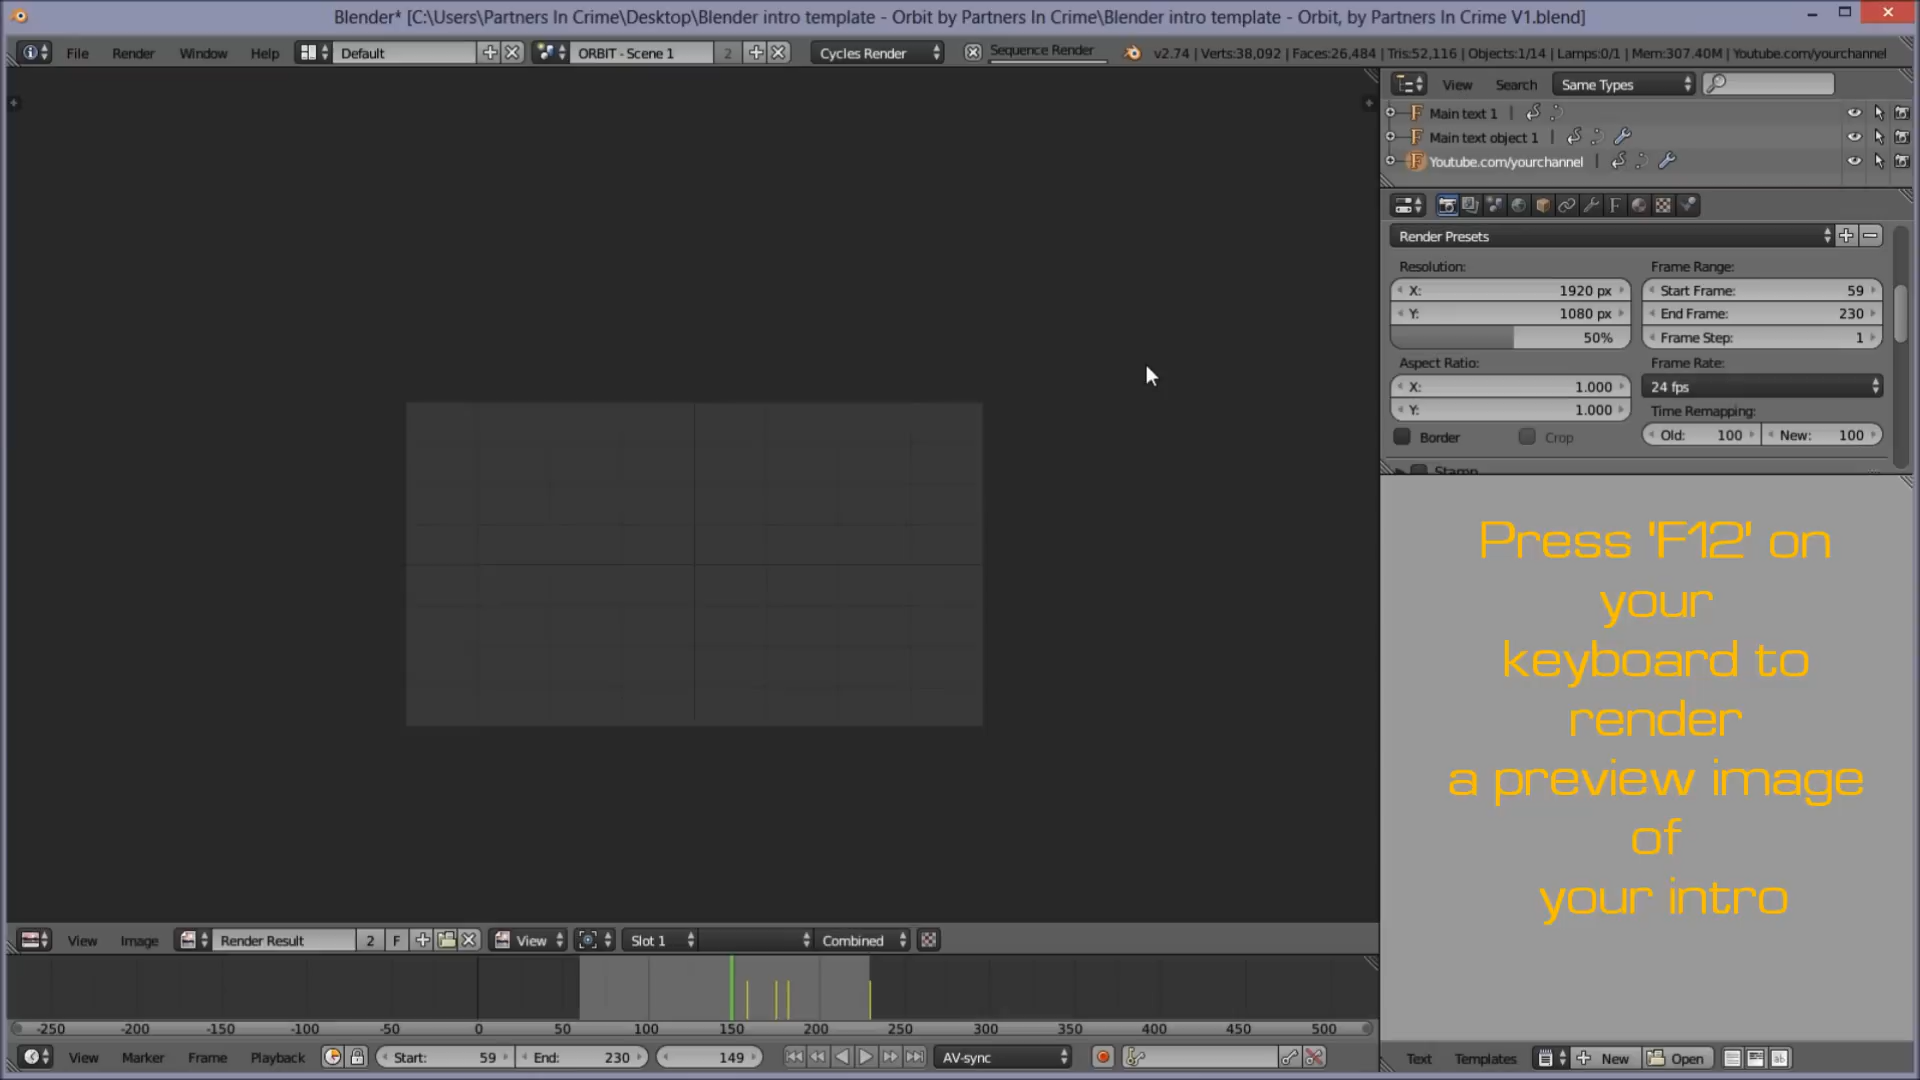 Blender* [C:\Users\Partners In Crime\Desktop\Blender intro template - Orbit by Partners In Crime\Blender intro template - Orbit, by Partners In Crime V1.blend]
File Render Window Help Default ORBIT - Scene 1 2 Cycles Render Sequence Render v2.74 | Verts:38,092 | Faces:26,484 | Tris:52,116 | Objects:1/14 | Lamps:0/1 | Mem:307.40M | Youtube.com/yourchannel
View Search Same Types
Main text 1
Main text object 1
Youtube.com/yourchannel
Render Presets
Resolution: Frame Range:
X: 1920 px Start Frame: 59
Y: 1080 px End Frame: 230
50% Frame Step: 1
Aspect Ratio: Frame Rate:
X: 1.000 24 fps
Y: 1.000 Time Remapping:
Border Crop Old: 100 New: 100
Stamp
Press 'F12' on
your
keyboard to
render
a preview image
of
your intro
View Image Render Result 2 F View Slot 1 Combined
-250 -200 -150 -100 -50 0 50 100 150 200 250 300 350 400 450 500
View Marker Frame Playback Start: 59 End: 230 149 AV-sync
Text Templates New Open